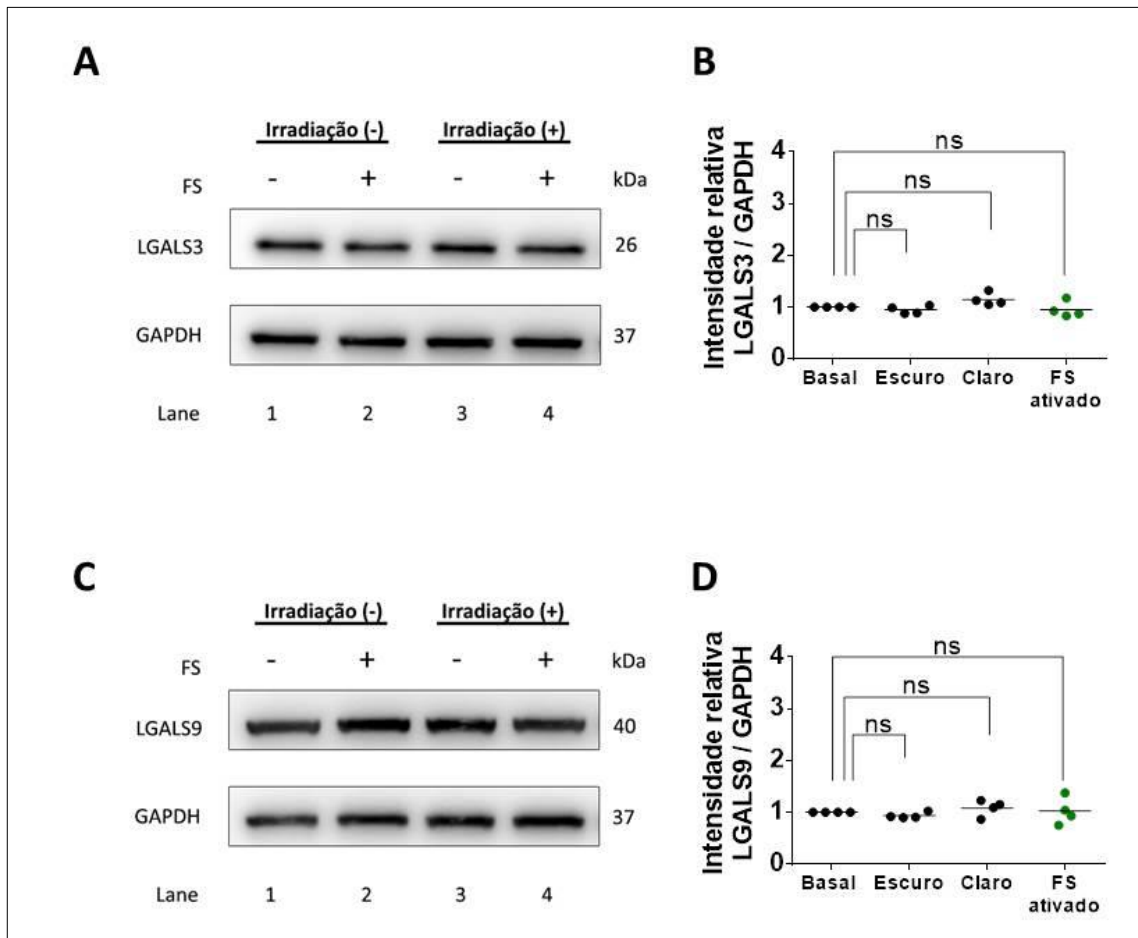 A
Irradiação (-) Irradiação (+)
FS - + - + kDa
LGALS3 26
GAPDH 37
Lane 1 2 3 4
B
Intensidade relativa
LGALS3 / GAPDH
4
3
2
1
0
ns
ns
ns
Basal Escuro Claro FS
ativado
C
Irradiação (-) Irradiação (+)
FS - + - + kDa
LGALS9 40
GAPDH 37
Lane 1 2 3 4
D
Intensidade relativa
LGALS9 / GAPDH
4
3
2
1
0
ns
ns
ns
Basal Escuro Claro FS
ativado